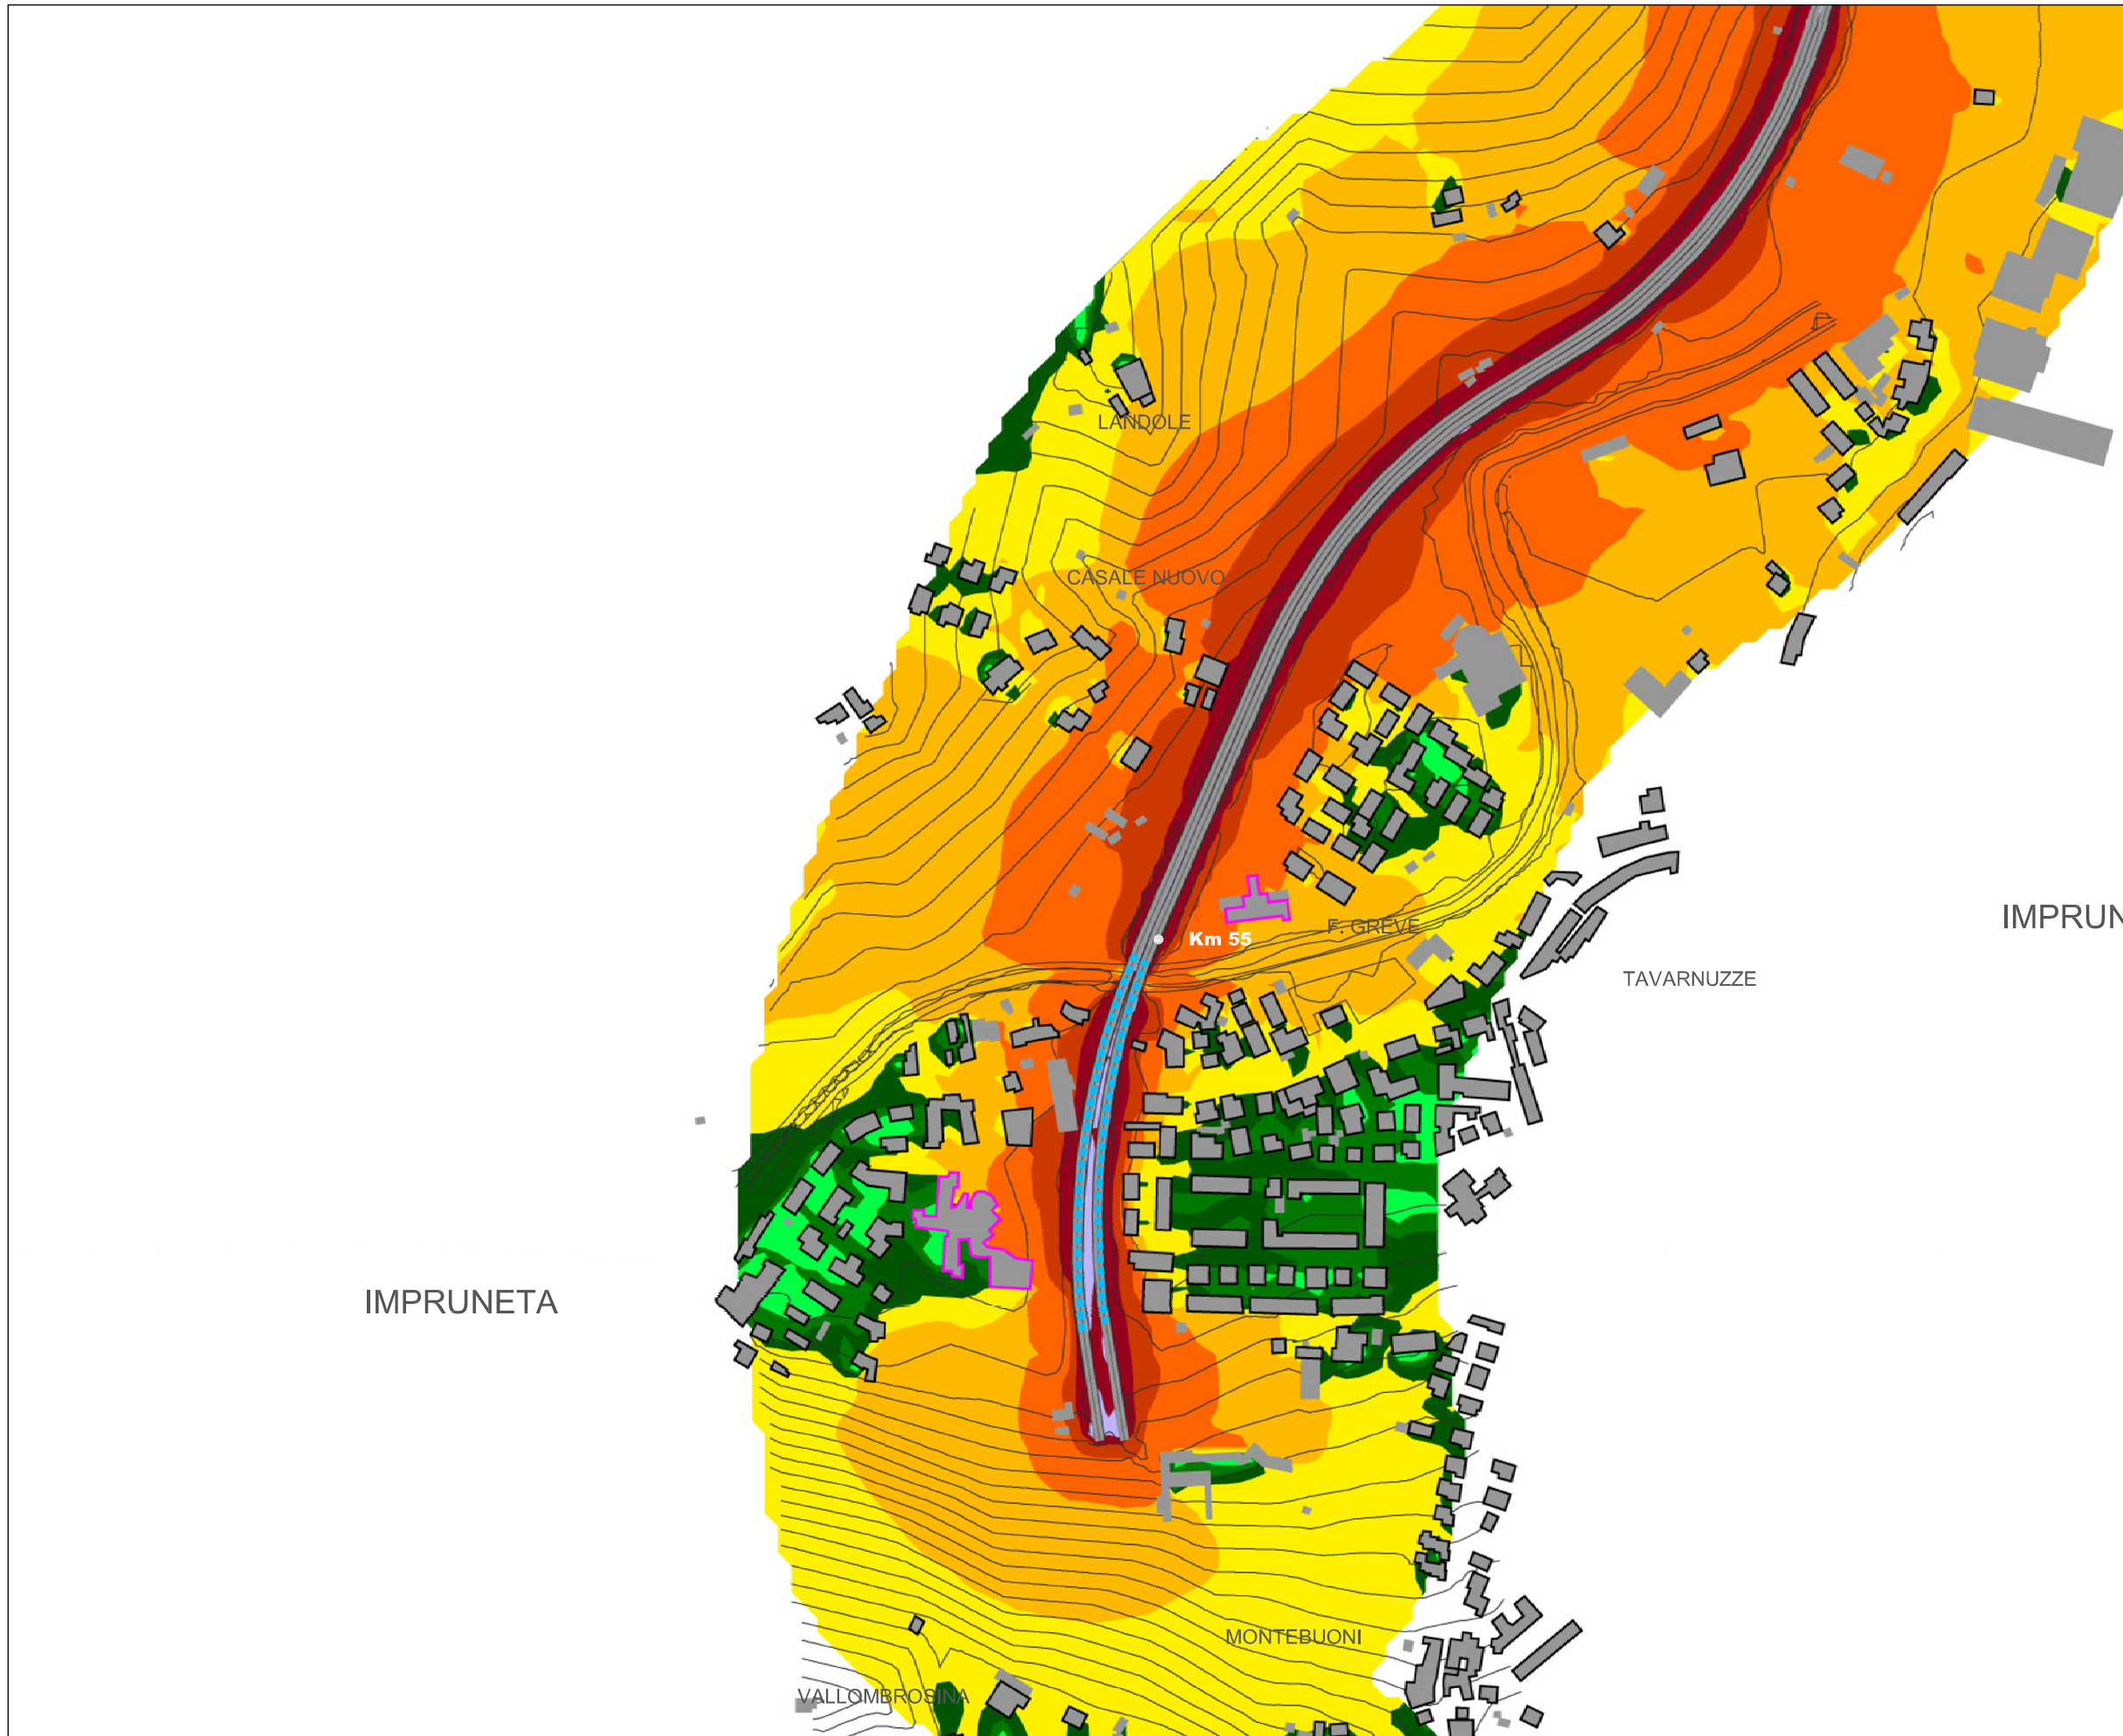 LANDOLE
CASALE NUOVO
IMPRUN
Km 55
F. GREVE
TAVARNUZZE
IMPRUNETA
MONTEBUONI
VALLOMBROSINA